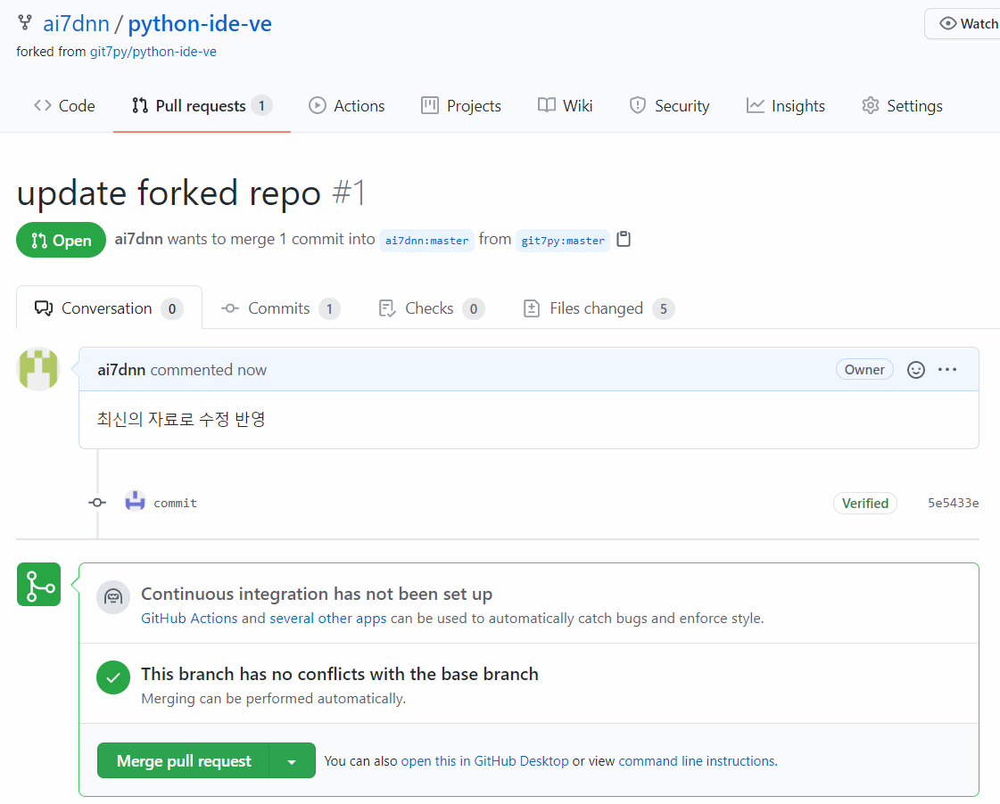 ai7dnn / python-ide-ve
Watch
forked from git7py/python-ide-ve
Code Pull requests 1 Actions Projects Wiki Security Insights Settings
update forked repo #1
Open ai7dnn wants to merge 1 commit into ai7dnn:master from git7py:master
Conversation 0 Commits 1 Checks 0 Files changed 5
ai7dnn commented now Owner
최신의 자료로 수정 반영
commit Verified 5e5433e
Continuous integration has not been set up
GitHub Actions and several other apps can be used to automatically catch bugs and enforce style.
This branch has no conflicts with the base branch
Merging can be performed automatically.
Merge pull request You can also open this in GitHub Desktop or view command line instructions.